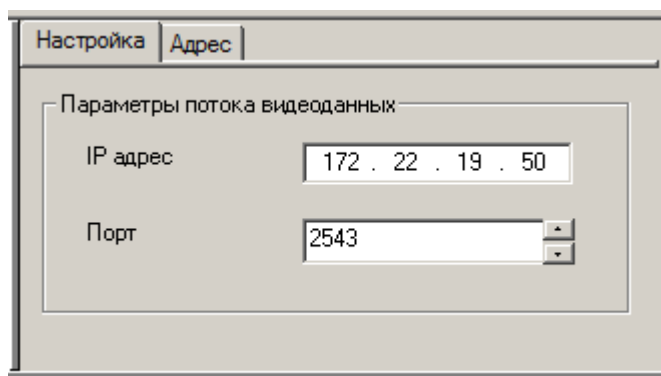 Настройка Адрес
Параметры потока видеоданных
IP адрес 172 . 22 . 19 . 50
Порт 2543